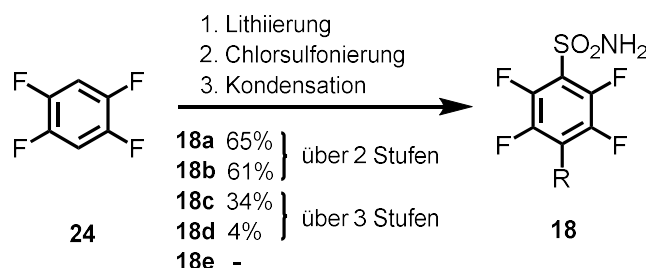 1. Lithiierung
2. Chlorsulfonierung
3. Kondensation
F
F
F
F
24
18a 65%
18b 61%
über 2 Stufen
18c 34%
18d 4%
über 3 Stufen
18e -
SO2NH2
F
F
F
F
R
18